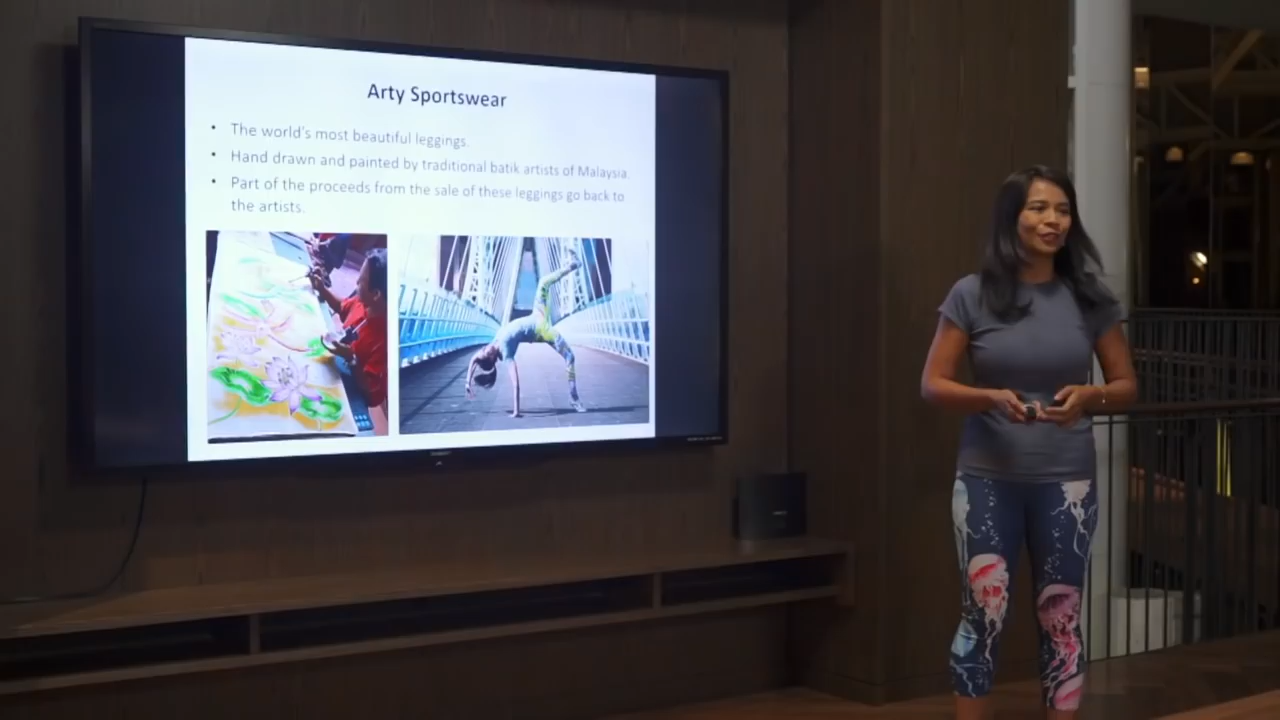 Arty Sportswear
• The world's most beautiful leggings.
• Hand drawn and painted by traditional batik artists of Malaysia.
• Part of the proceeds from the sale of these leggings go back to
the artists.